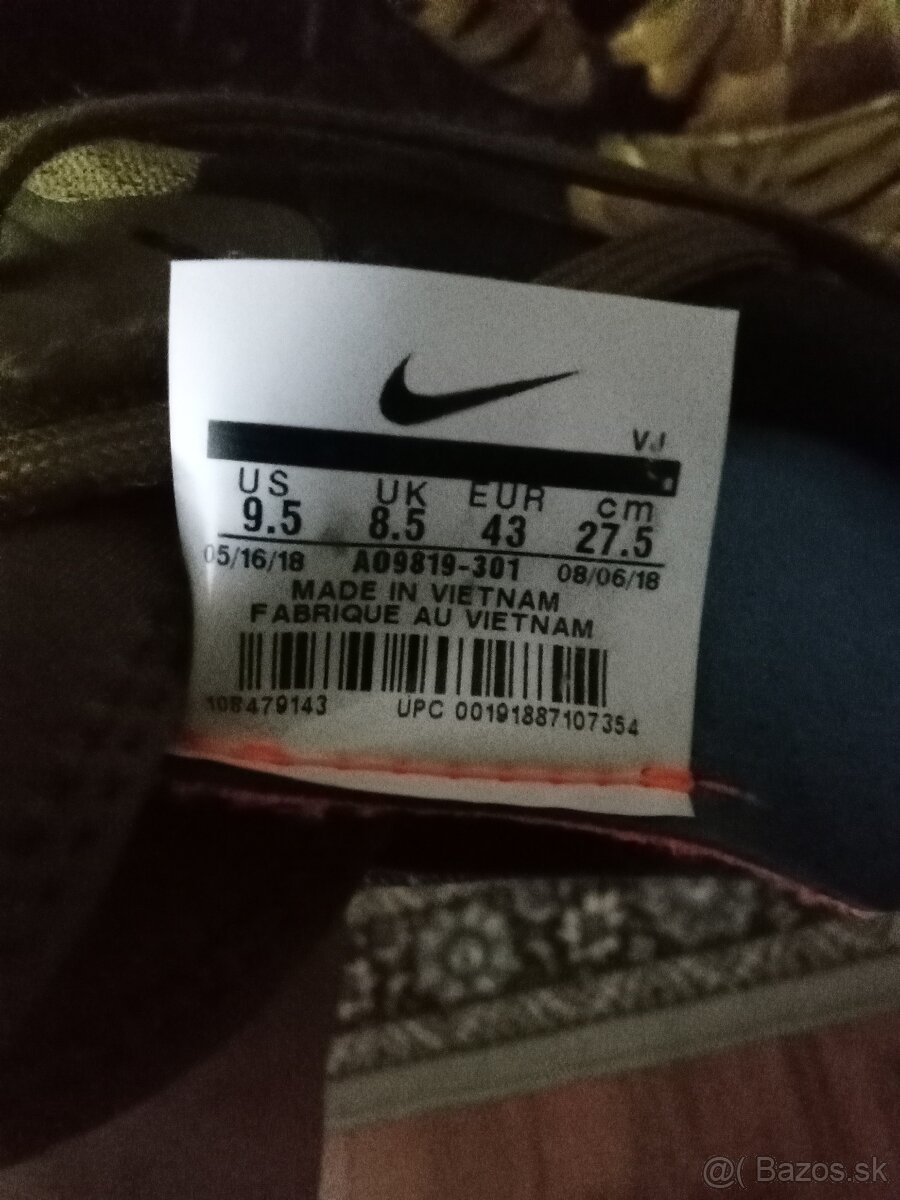 VJ
US UK EUR cm
9.5 8.5 43 27.5
05/16/18 AO9819-301 08/06/18
MADE IN VIETNAM
FABRIQUE AU VIETNAM
UPC 00191887107354
@( Bazos.sk